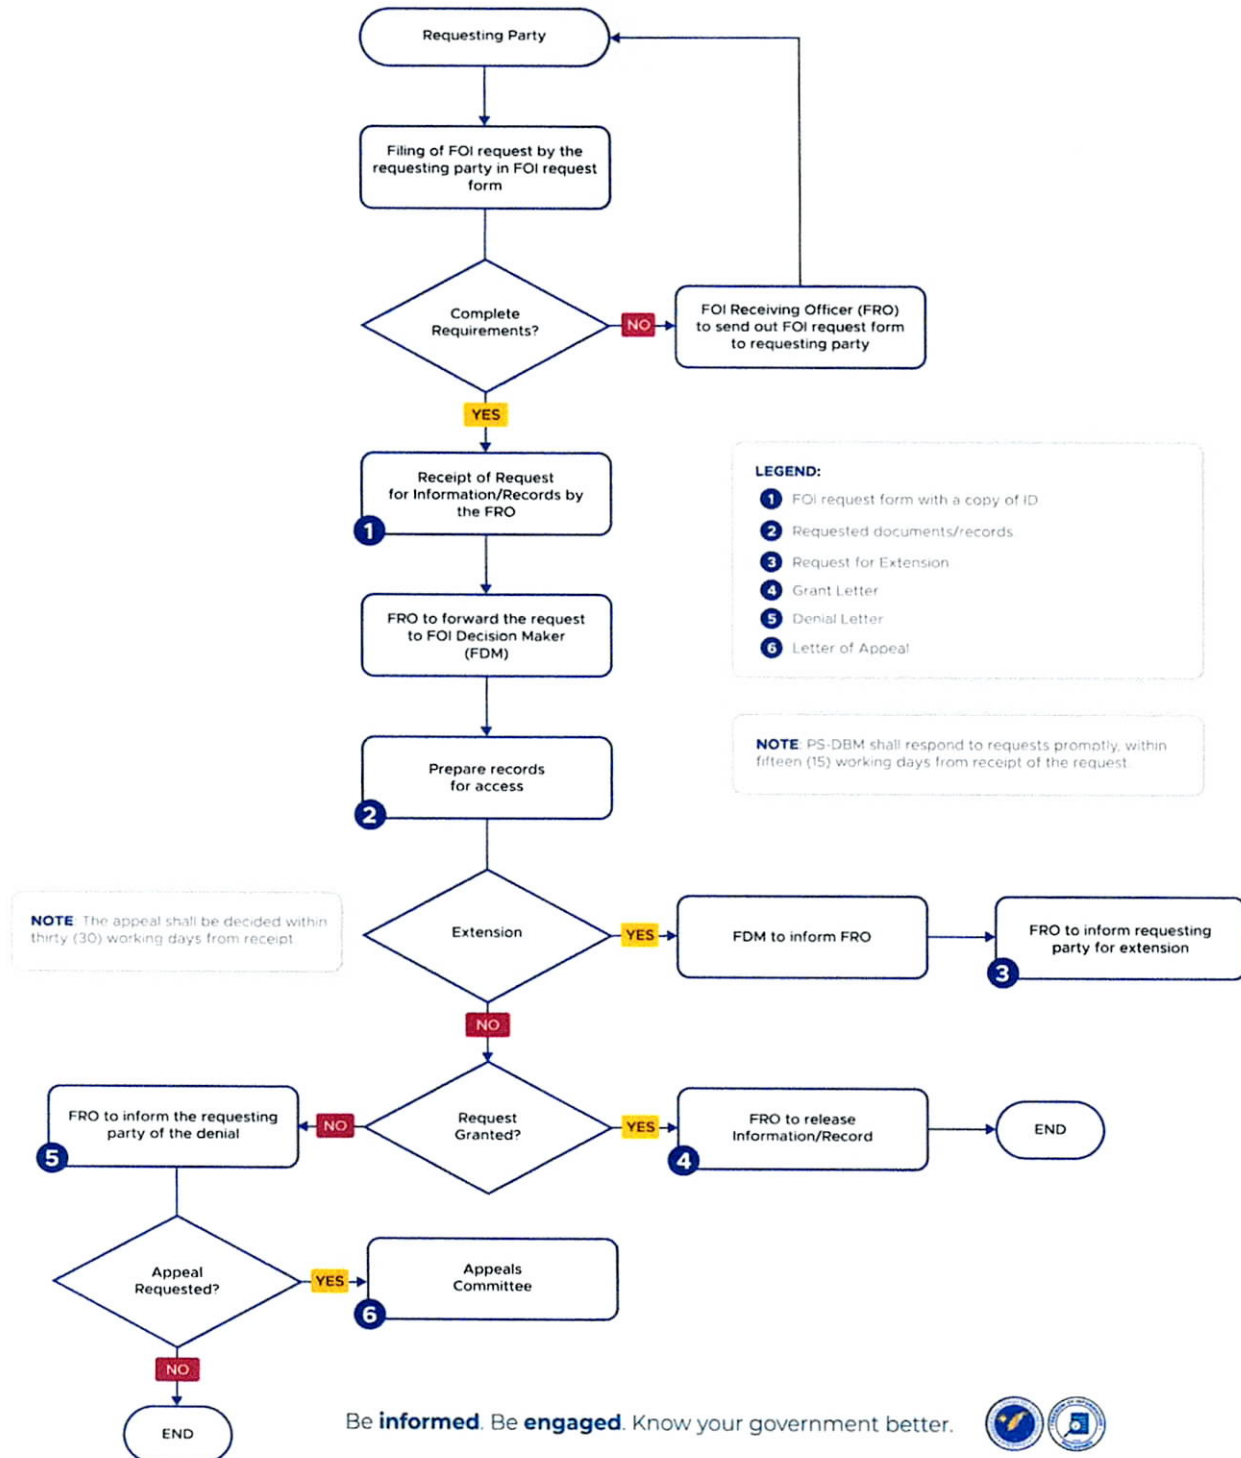 Requesting Party
Filing of FOI request by the
requesting party in FOI request
form
Complete
Requirements?
NO
FOI Receiving Officer (FRO)
to send out FOI request form
to requesting party
YES
Receipt of Request
for Information/Records by
the FRO
1
LEGEND:
1 FOI request form with a copy of ID
2 Requested documents/records
3 Request for Extension
4 Grant Letter
5 Denial Letter
6 Letter of Appeal
FRO to forward the request
to FOI Decision Maker
(FDM)
NOTE: PS-DBM shall respond to requests promptly, within
fifteen (15) working days from receipt of the request
Prepare records
for access
2
NOTE: The appeal shall be decided within
thirty (30) working days from receipt
Extension
YES
FDM to inform FRO
FRO to inform requesting
party for extension
3
NO
FRO to inform the requesting
party of the denial
5
NO
Request
Granted?
YES
FRO to release
Information/Record
4
END
Appeal
Requested?
YES
Appeals
Committee
6
NO
END
Be informed. Be engaged. Know your government better.